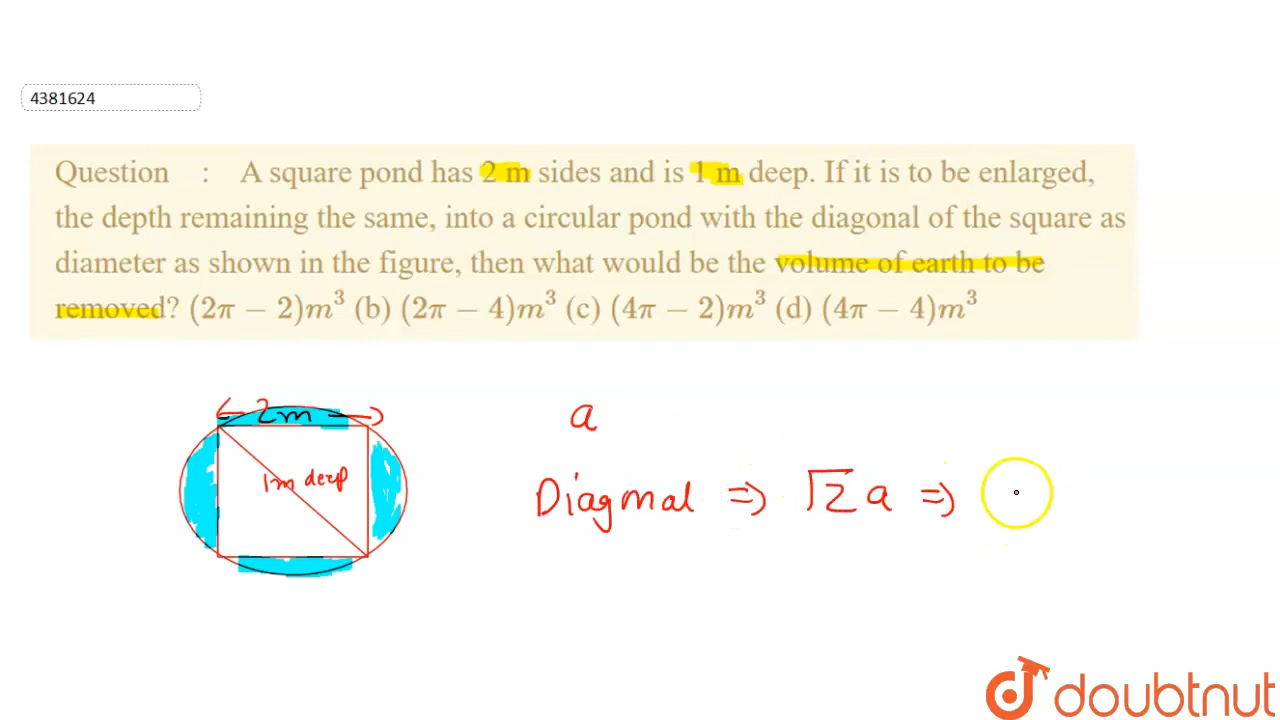 4381624
Question : A square pond has 2 m sides and is 1 m deep. If it is to be enlarged,
the depth remaining the same, into a circular pond with the diagonal of the square as
diameter as shown in the figure, then what would be the volume of earth to be
removed? (2π − 2)m³ (b) (2π − 4)m³ (c) (4π − 2)m³ (d) (4π − 4)m³
← 2m →
1m deep
a
Diagonal ⇒ √2 a ⇒
doubtnut